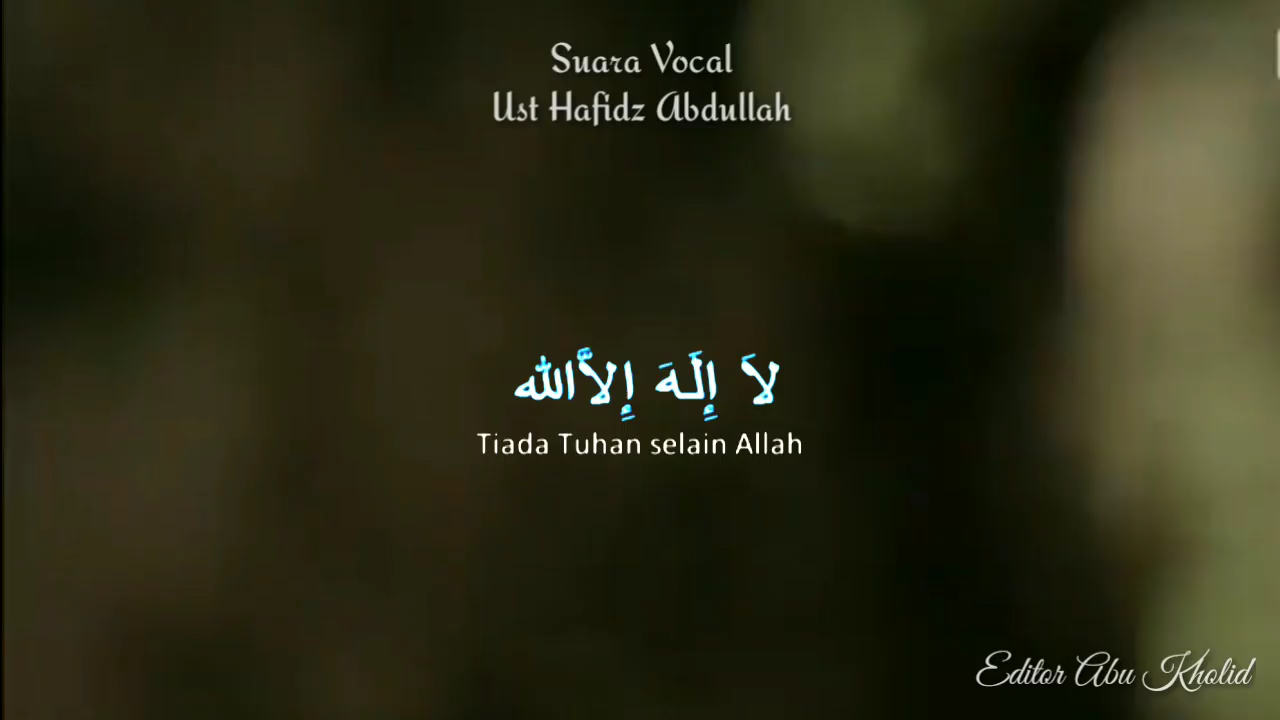 Suara Vocal
Ust Hafidz Abdullah
لاَ إِلَهَ إِلاَّالله
Tiada Tuhan selain Allah
Editor Abu Kholid